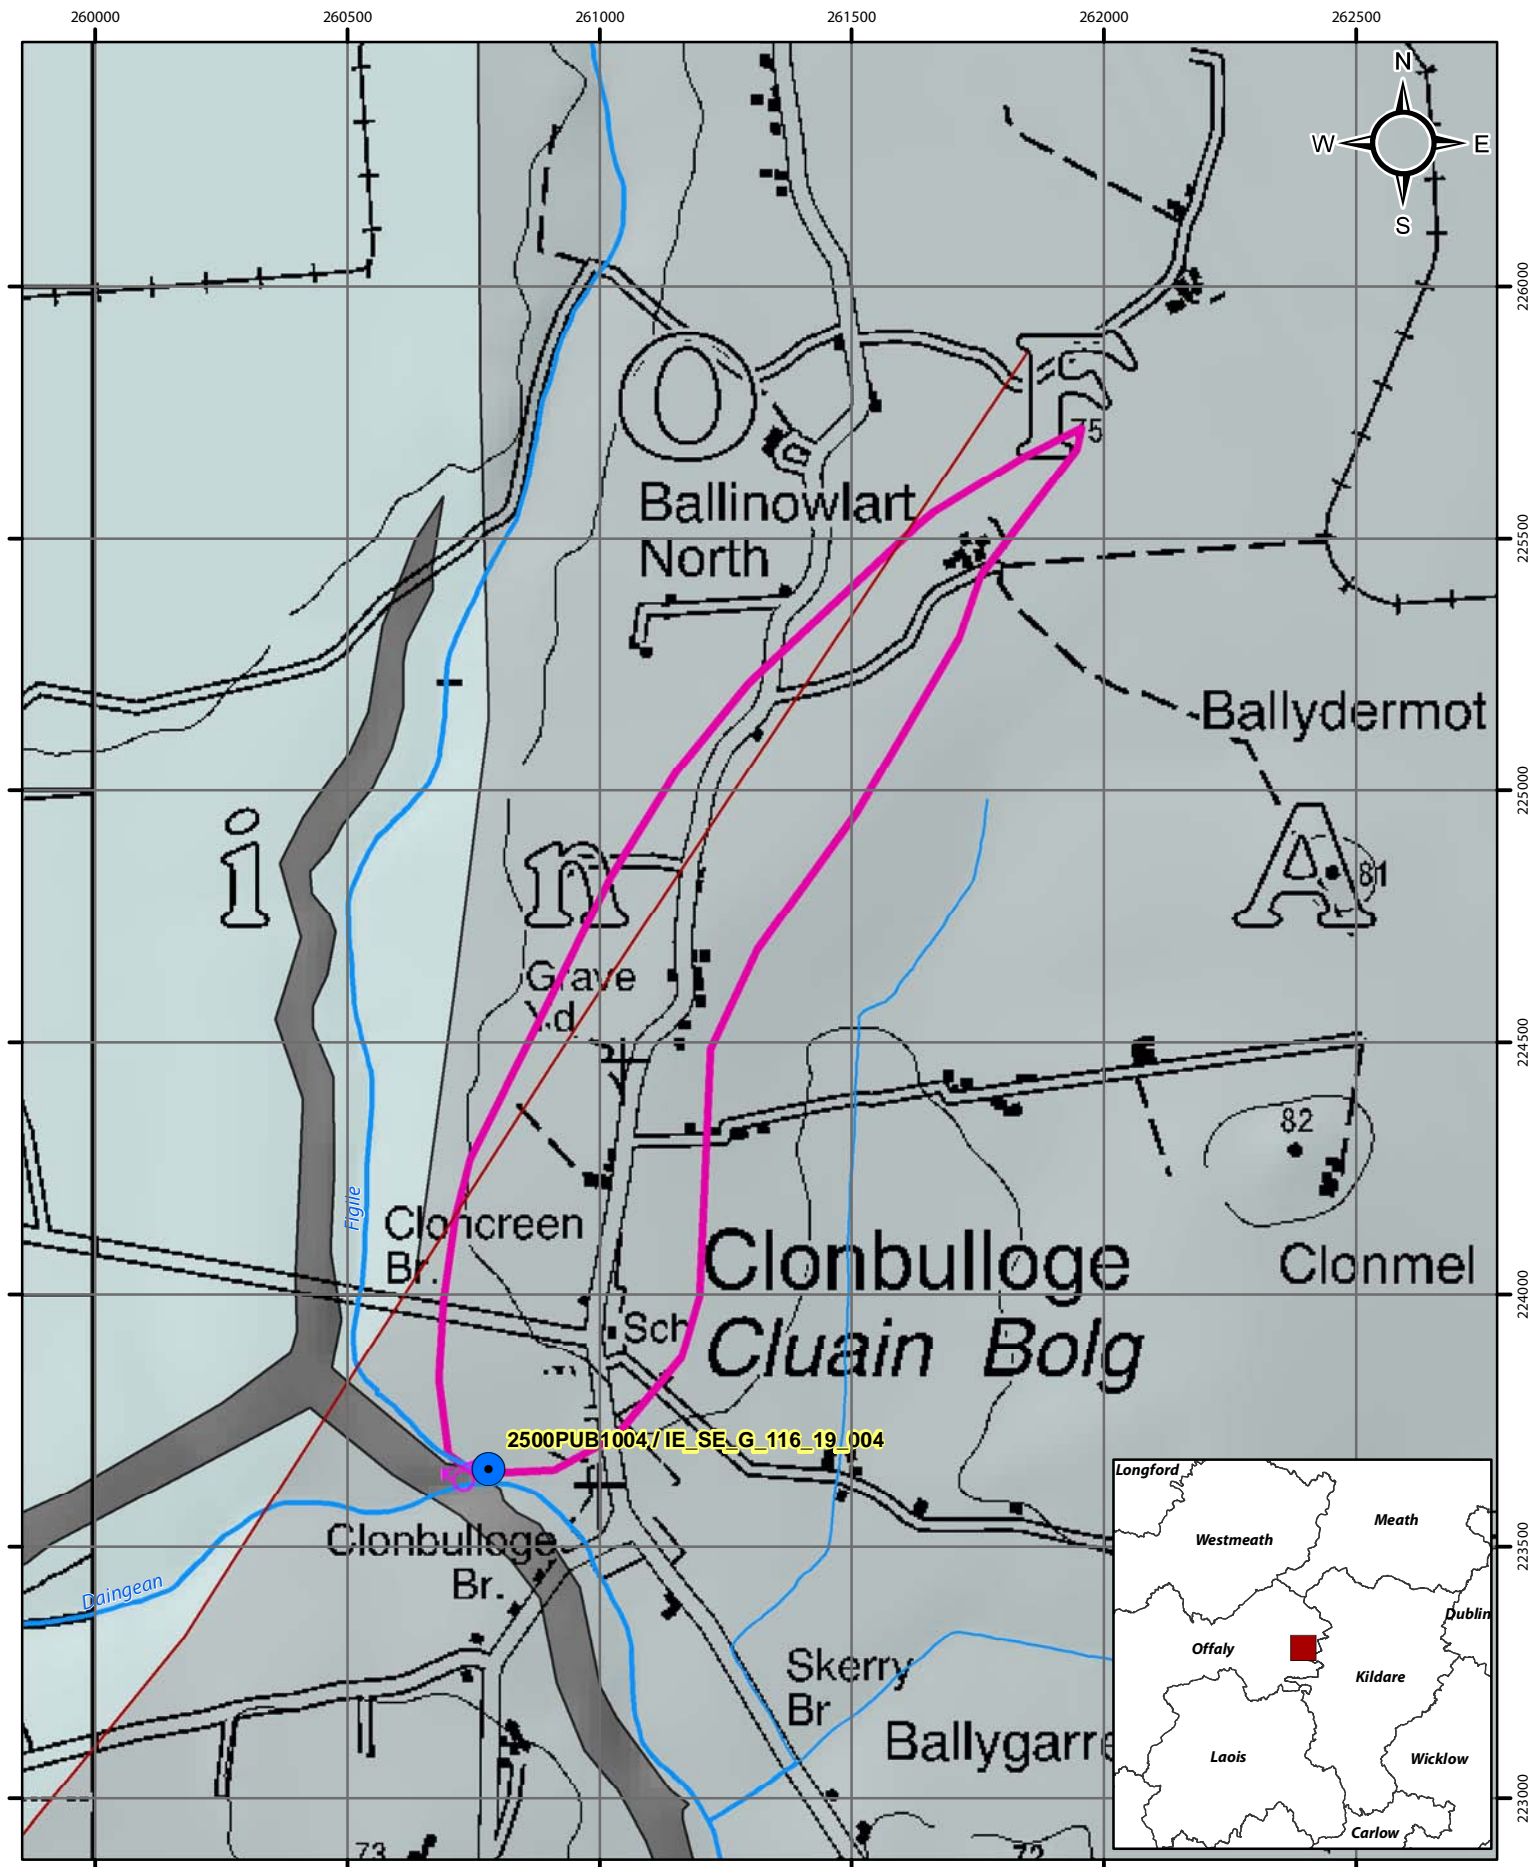 260000 260500 261000 261500 262000 262500
N
W E
S
226000
O F
75
Ballinowlart
North
225500
Ballydermot
225000
i n A
81
Grave
Yd
224500
82
Figile
Cloncreen
Br.
Clonbulloge
Clonmel
224000
Sch
Cluain Bolg
2500PUB1004 / IE_SE_G_116_19_004
Clonbulloge
Br.
223500
Daingean
Skerry
Br
Ballygarre
223000
73
72
Longford
Meath
Westmeath
Dublin
Offaly
Kildare
Laois
Wicklow
Carlow